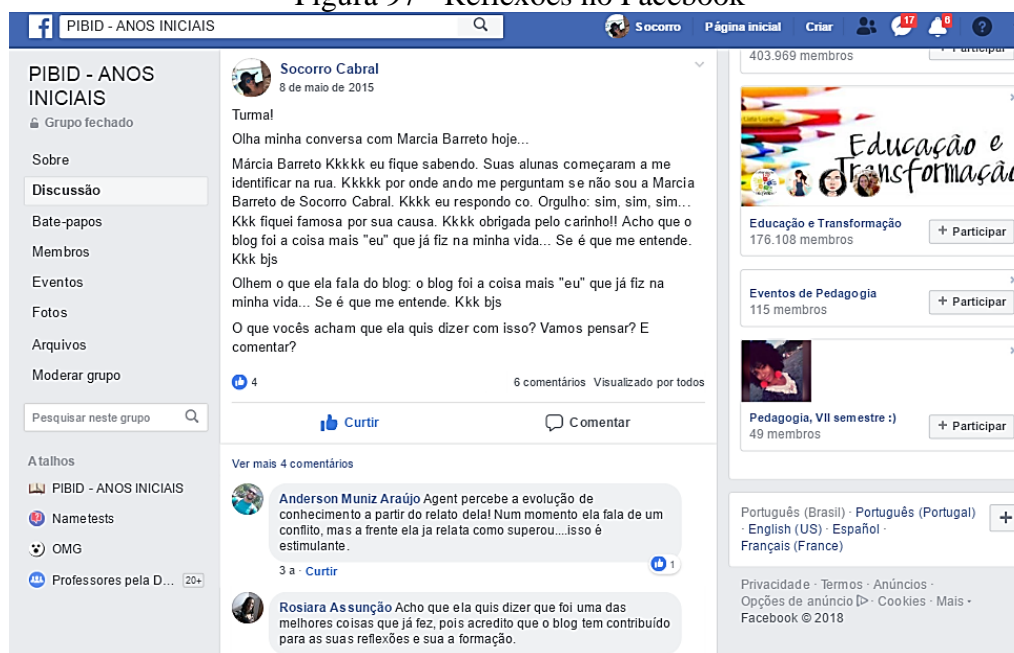 Figura 97 - Reflexões no Facebook
PIBID - ANOS INICIAIS
Socorro
Página inicial
Criar
17
6
PIBID - ANOS
INICIAIS
Grupo fechado
Sobre
Discussão
Bate-papos
Membros
Eventos
Fotos
Arquivos
Moderar grupo
Pesquisar neste grupo
Atalhos
PIBID - ANOS INICIAIS
Nametests
OMG
Professores pela D... 20+
Socorro Cabral
8 de maio de 2015
Turma!
Olha minha conversa com Marcia Barreto hoje...
Márcia Barreto Kkkkk eu fique sabendo. Suas alunas começaram a me
identificar na rua. Kkkkk por onde ando me perguntam se não sou a Marcia
Barreto de Socorro Cabral. Kkkk eu respondo co. Orgulho: sim, sim, sim...
Kkk fiquei famosa por sua causa. Kkkk obrigada pelo carinho!! Acho que o
blog foi a coisa mais "eu" que já fiz na minha vida... Se é que me entende.
Kkk bjs
Olhem o que ela fala do blog: o blog foi a coisa mais "eu" que já fiz na
minha vida... Se é que me entende. Kkk bjs
O que vocês acham que ela quis dizer com isso? Vamos pensar? E
comentar?
4
6 comentários Visualizado por todos
Curtir
Comentar
Ver mais 4 comentários
Anderson Muniz Araújo Agent percebe a evolução de
conhecimento a partir do relato dela! Num momento ela fala de um
conflito, mas a frente ela ja relata como superou....isso é
estimulante.
1
3 a · Curtir
Rosiara Assunção Acho que ela quis dizer que foi uma das
melhores coisas que já fez, pois acredito que o blog tem contribuído
para as suas reflexões e sua a formação.
403.969 membros
+ Participar
Educação e
Transformação
Educação e Transformação
176.108 membros
+ Participar
Eventos de Pedagogia
115 membros
+ Participar
Pedagogia, VII semestre :)
49 membros
+ Participar
Português (Brasil) · Português (Portugal)
· English (US) · Español ·
Français (France)
Privacidade · Termos · Anúncios ·
Opções de anúncio · Cookies · Mais
Facebook © 2018